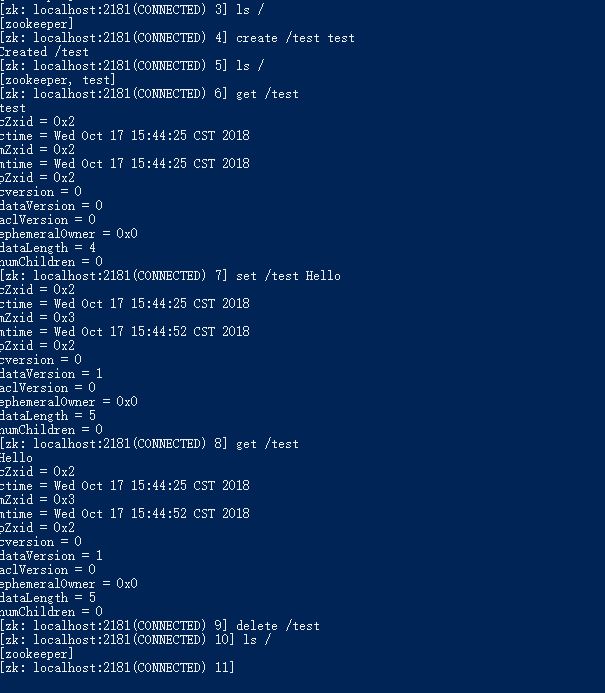 [zk: localhost:2181(CONNECTED) 3] ls /
[zookeeper]
[zk: localhost:2181(CONNECTED) 4] create /test test
Created /test
[zk: localhost:2181(CONNECTED) 5] ls /
[zookeeper, test]
[zk: localhost:2181(CONNECTED) 6] get /test
test
cZxid = 0x2
ctime = Wed Oct 17 15:44:25 CST 2018
mZxid = 0x2
mtime = Wed Oct 17 15:44:25 CST 2018
pZxid = 0x2
cversion = 0
dataVersion = 0
aclVersion = 0
ephemeralOwner = 0x0
dataLength = 4
numChildren = 0
[zk: localhost:2181(CONNECTED) 7] set /test Hello
cZxid = 0x2
ctime = Wed Oct 17 15:44:25 CST 2018
mZxid = 0x3
mtime = Wed Oct 17 15:44:52 CST 2018
pZxid = 0x2
cversion = 0
dataVersion = 1
aclVersion = 0
ephemeralOwner = 0x0
dataLength = 5
numChildren = 0
[zk: localhost:2181(CONNECTED) 8] get /test
Hello
cZxid = 0x2
ctime = Wed Oct 17 15:44:25 CST 2018
mZxid = 0x3
mtime = Wed Oct 17 15:44:52 CST 2018
pZxid = 0x2
cversion = 0
dataVersion = 1
aclVersion = 0
ephemeralOwner = 0x0
dataLength = 5
numChildren = 0
[zk: localhost:2181(CONNECTED) 9] delete /test
[zk: localhost:2181(CONNECTED) 10] ls /
[zookeeper]
[zk: localhost:2181(CONNECTED) 11]